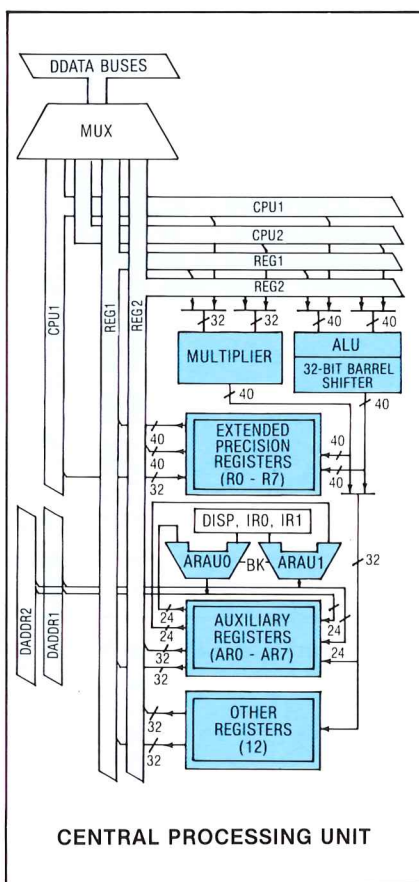 DDATA BUSES
MUX
CPU1
CPU2
REG1
REG2
CPU1
REG1
REG2
32
32
40
40
MULTIPLIER
ALU
32-BIT BARREL
SHIFTER
40
40
40
40
32
EXTENDED
PRECISION
REGISTERS
(R0 - R7)
40
40
DISP, IR0, IR1
ARAU0
BK
ARAU1
32
DADDR2
DADDR1
24
24
32
32
AUXILIARY
REGISTERS
(AR0 - AR7)
24
24
32
32
OTHER
REGISTERS
(12)
CENTRAL PROCESSING UNIT